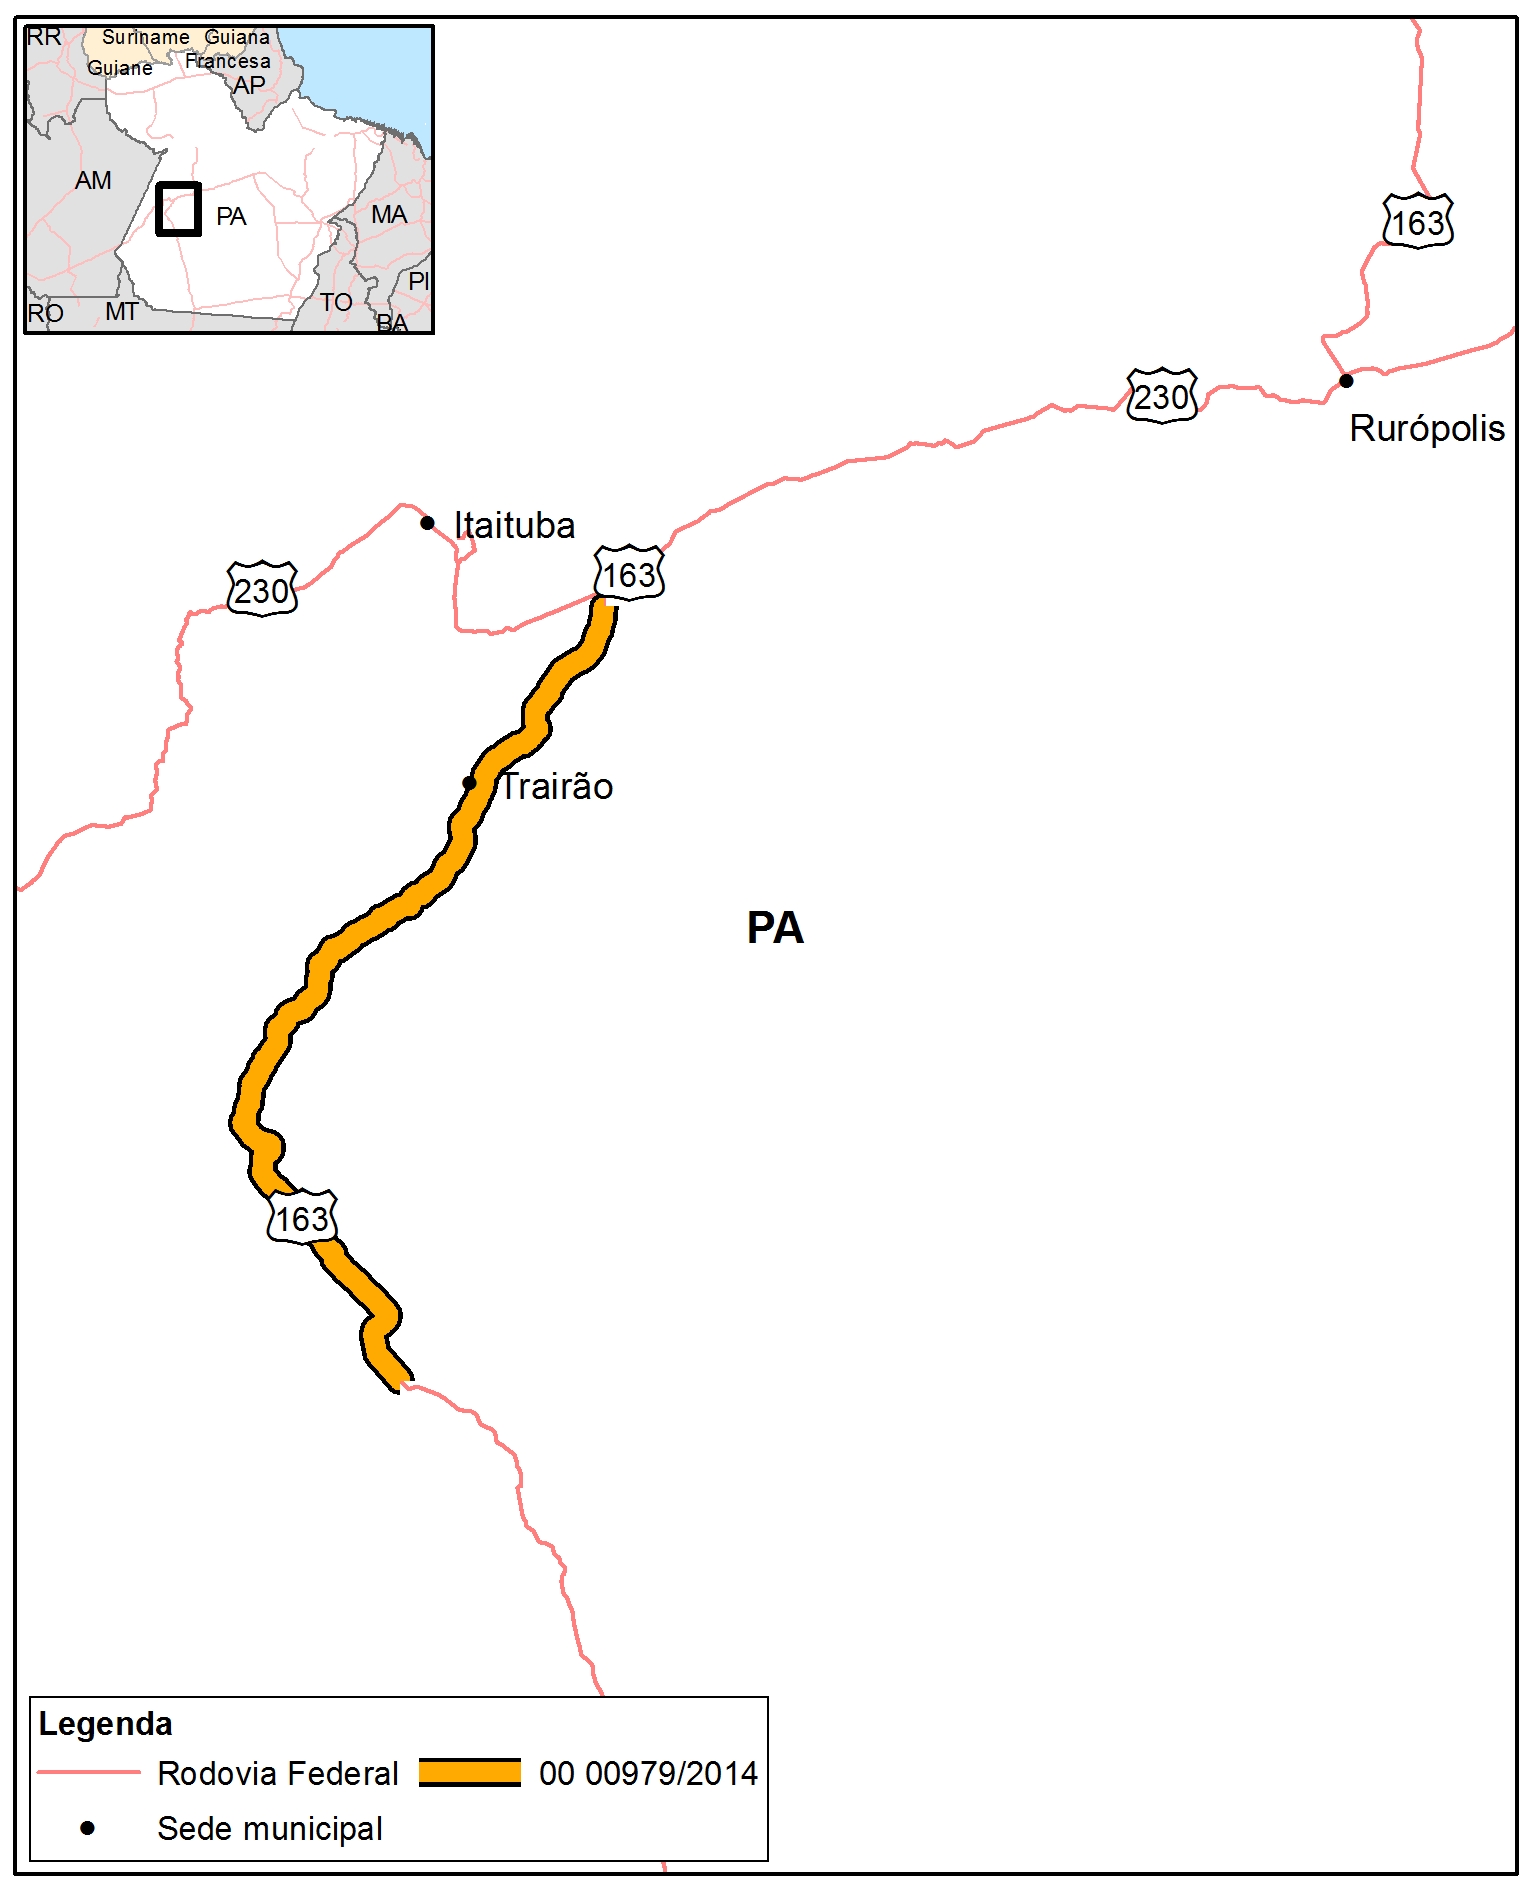 RR
Suriname Guiana
Guiane Francesa
AP
AM
PA
MA
PI
RO
MT
TO
BA
163
230
Rurópolis
Itaituba
163
230
Trairão
PA
163
Legenda
Rodovia Federal 00 00979/2014
Sede municipal